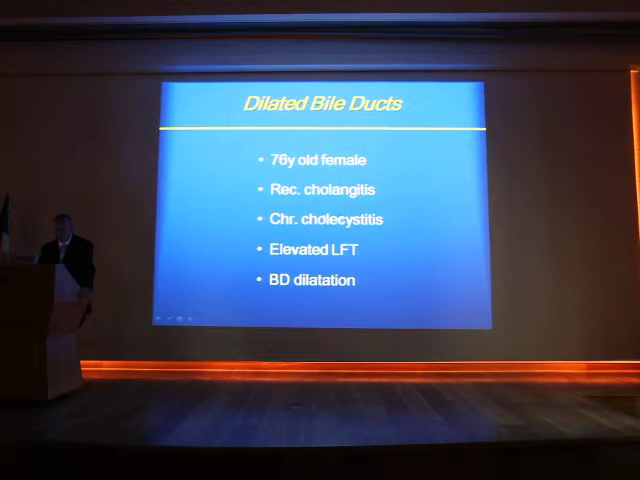 Dilated Bile Ducts
• 76y old female
• Rec. cholangitis
• Chr. cholecystitis
• Elevated LFT
• BD dilatation